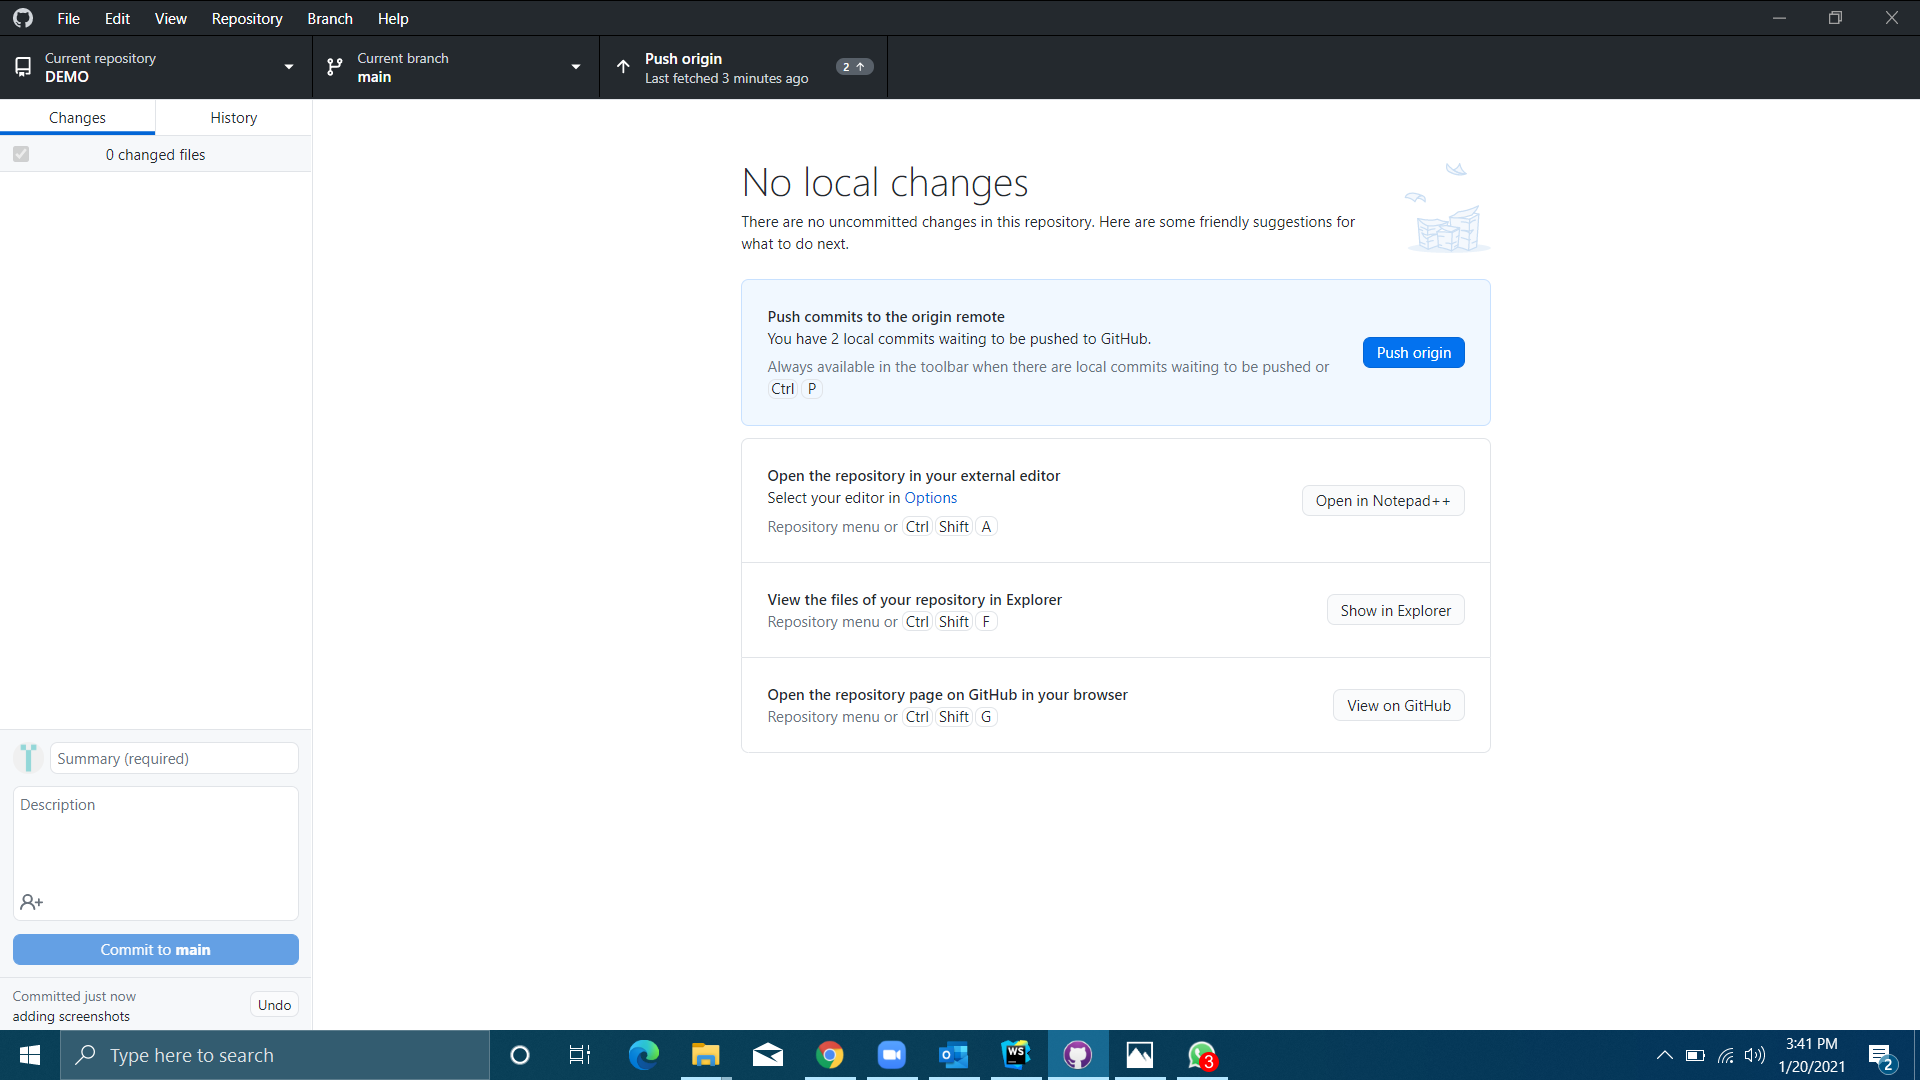 File Edit View Repository Branch Help
Current repository
DEMO
Current branch
main
Push origin
Last fetched 3 minutes ago
2
Changes History
0 changed files
No local changes
There are no uncommitted changes in this repository. Here are some friendly suggestions for
what to do next.
Push commits to the origin remote
You have 2 local commits waiting to be pushed to GitHub.
Always available in the toolbar when there are local commits waiting to be pushed or
Ctrl P
Push origin
Open the repository in your external editor
Select your editor in Options
Repository menu or Ctrl Shift A
Open in Notepad++
View the files of your repository in Explorer
Repository menu or Ctrl Shift F
Show in Explorer
Open the repository page on GitHub in your browser
Repository menu or Ctrl Shift G
View on GitHub
Summary (required)
Description
Commit to main
Committed just now
adding screenshots
Undo
Type here to search
WS
3
3:41 PM
1/20/2021
2